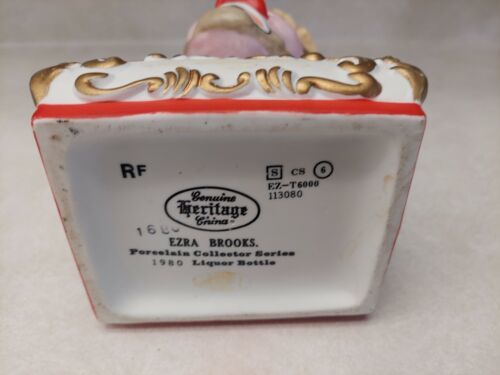 RF
S CS 6
EZ-T6000
113080
Genuine
Heritage
China
EZRA BROOKS.
Porcelain Collector Series
1980 Liquor Bottle